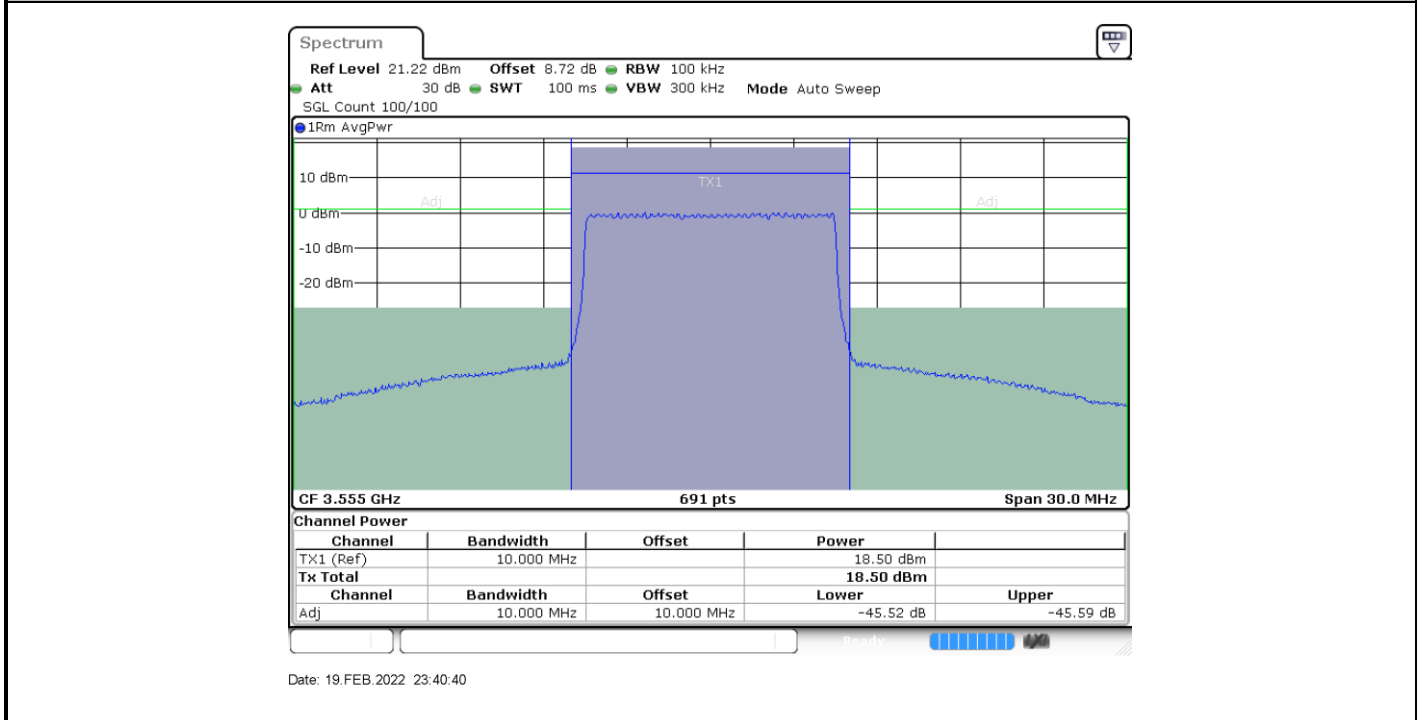 Spectrum
Ref Level 21.22 dBm Offset 8.72 dB RBW 100 kHz
Att 30 dB SWT 100 ms VBW 300 kHz Mode Auto Sweep
SGL Count 100/100
1Rm AvgPwr
10 dBm
TX1
Adj Adj
0 dBm
-10 dBm
-20 dBm
CF 3.555 GHz 691 pts Span 30.0 MHz
Channel Power
Channel Bandwidth Offset Power
TX1 (Ref) 10.000 MHz 18.50 dBm
Tx Total 18.50 dBm
Channel Bandwidth Offset Lower Upper
Adj 10.000 MHz 10.000 MHz -45.52 dB -45.59 dB
Ready
Date: 19.FEB.2022 23:40:40